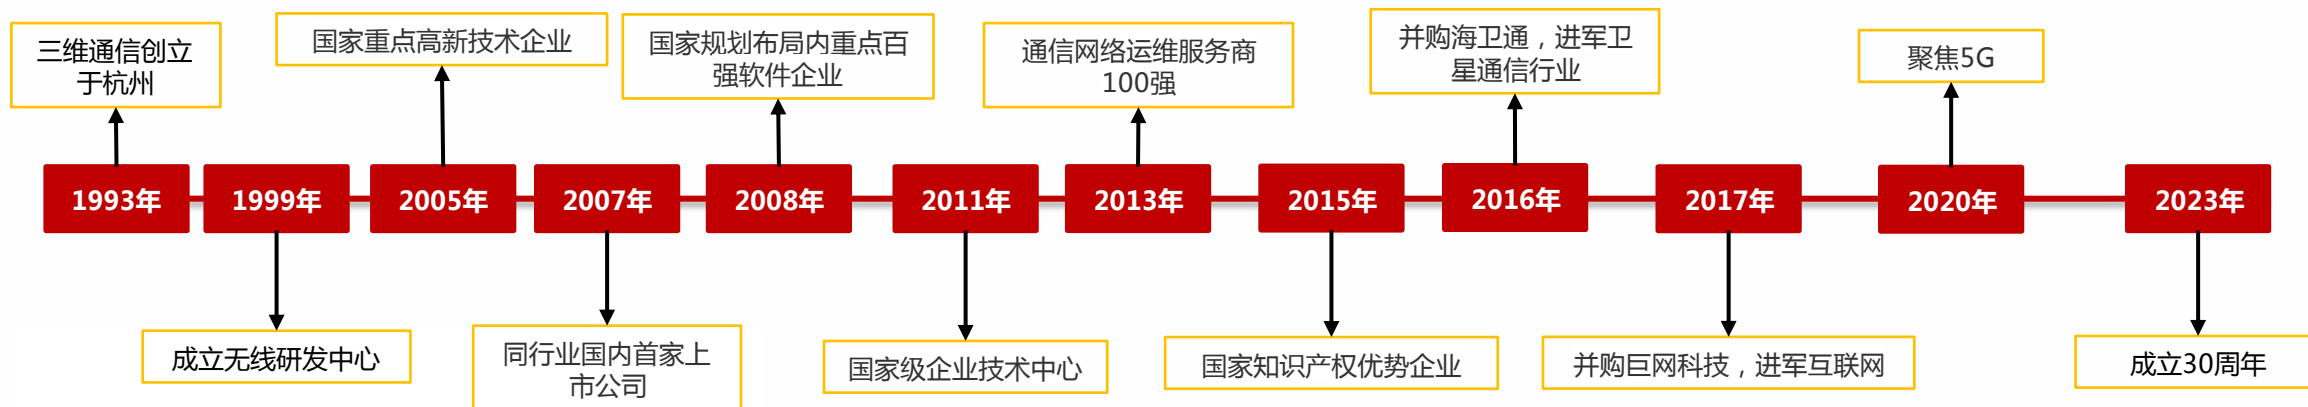 三维通信创立
于杭州
国家重点高新技术企业
国家规划布局内重点百
强软件企业
通信网络运维服务商
100强
并购海卫通，进军卫
星通信行业
聚焦5G
1993年
1999年
2005年
2007年
2008年
2011年
2013年
2015年
2016年
2017年
2020年
2023年
成立无线研发中心
同行业国内首家上
市公司
国家级企业技术中心
国家知识产权优势企业
并购巨网科技，进军互联网
成立30周年